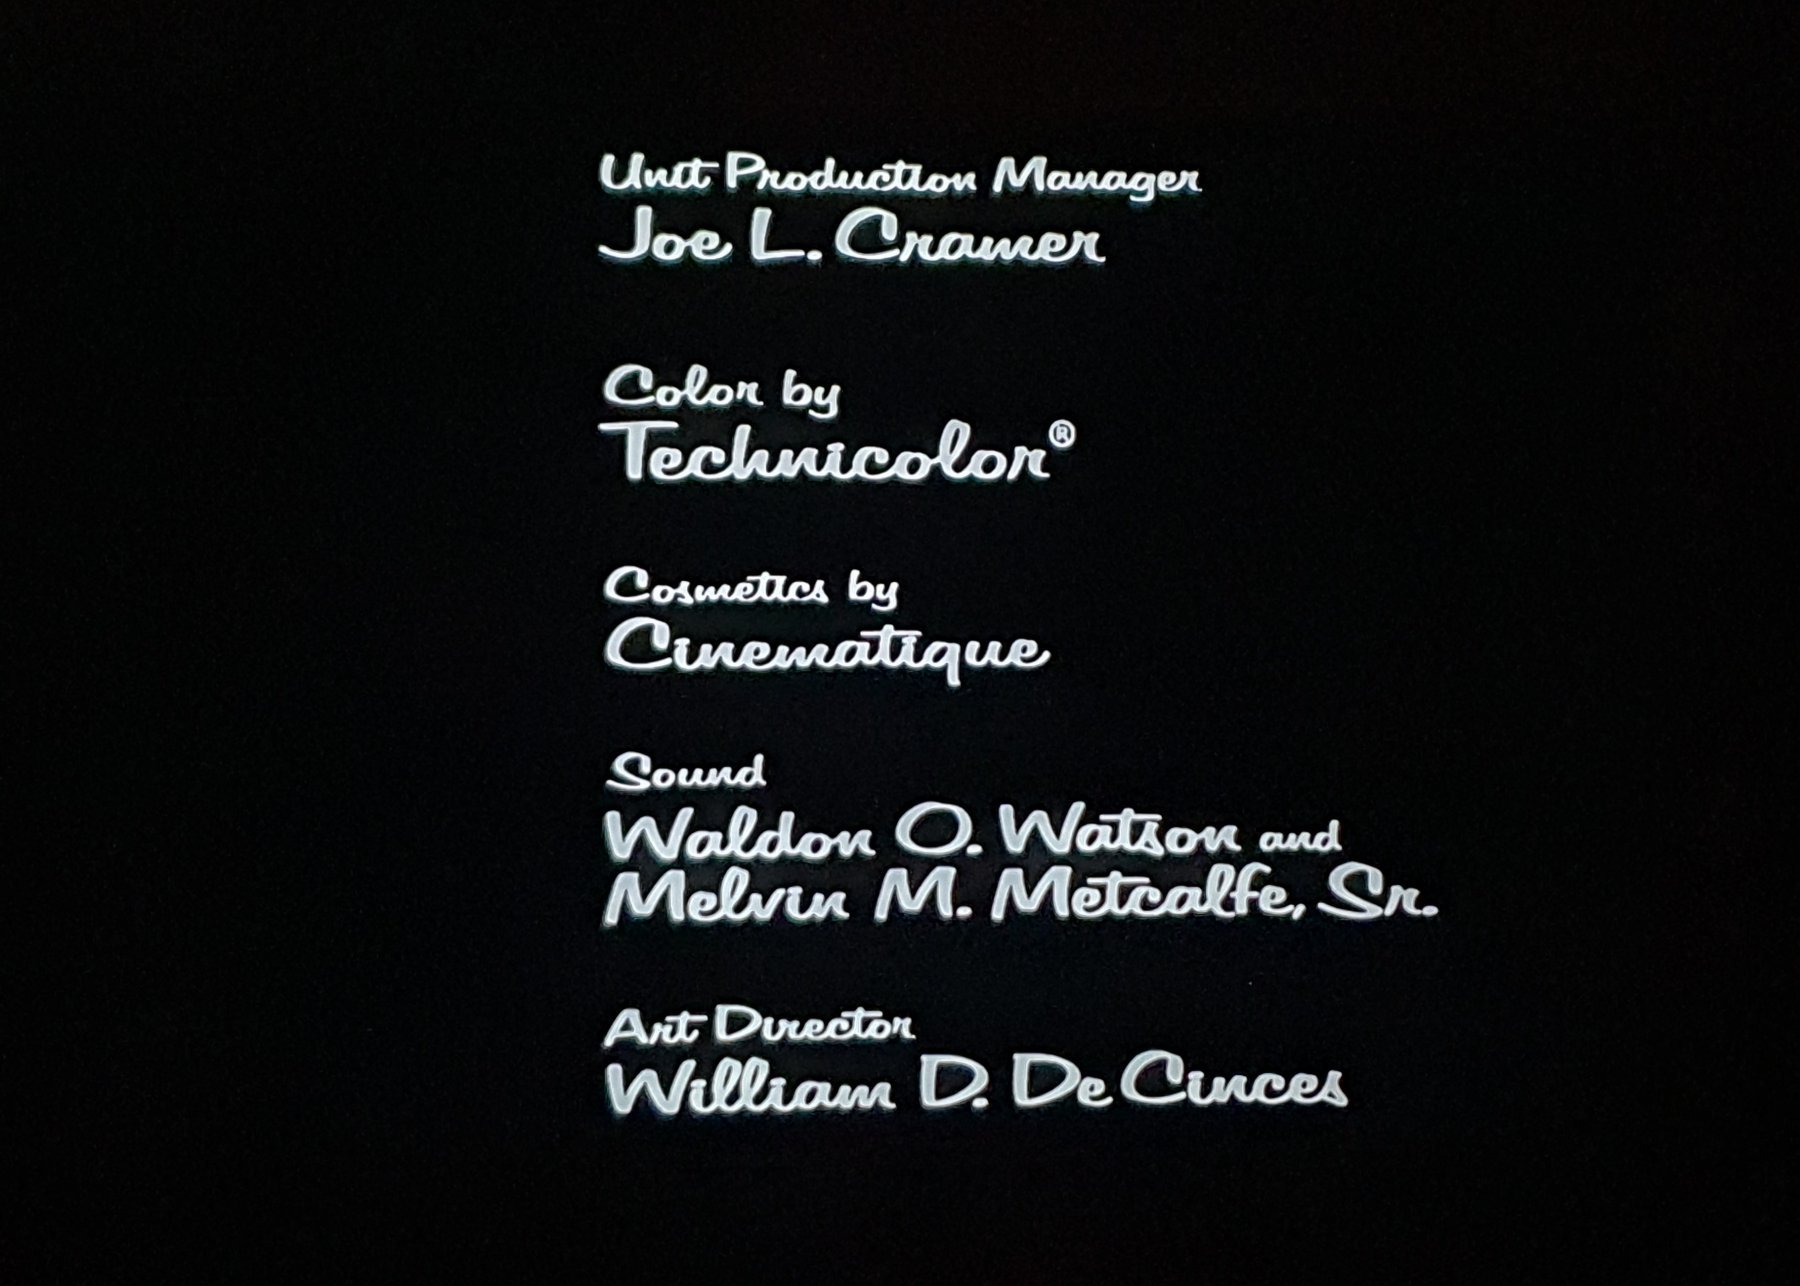 Unit Production Manager
Joe L. Cramer
Color by
Technicolor®
Cosmetics by
Cinematique
Sound
Waldon O. Watson and
Melvin M. Metcalfe, Sr.
Art Director
William D. De Cinces